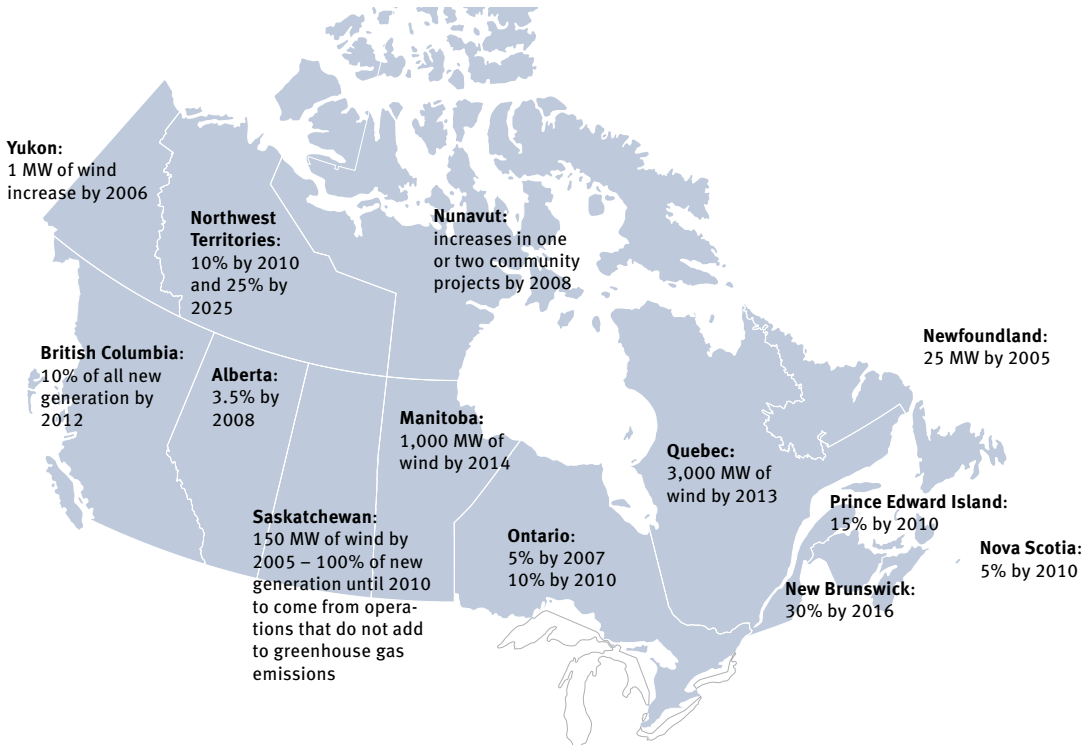 Yukon:
1 MW of wind
increase by 2006
Northwest
Territories:
10% by 2010
and 25% by
2025
Nunavut:
increases in one
or two community
projects by 2008
Newfoundland:
25 MW by 2005
British Columbia:
10% of all new
generation by
2012
Alberta:
3.5% by
2008
Manitoba:
1,000 MW of
wind by 2014
Quebec:
3,000 MW of
wind by 2013
Prince Edward Island:
15% by 2010
Saskatchewan:
150 MW of wind by
2005 – 100% of new
generation until 2010
to come from opera-
tions that do not add
to greenhouse gas
emissions
Ontario:
5% by 2007
10% by 2010
Nova Scotia:
5% by 2010
New Brunswick:
30% by 2016